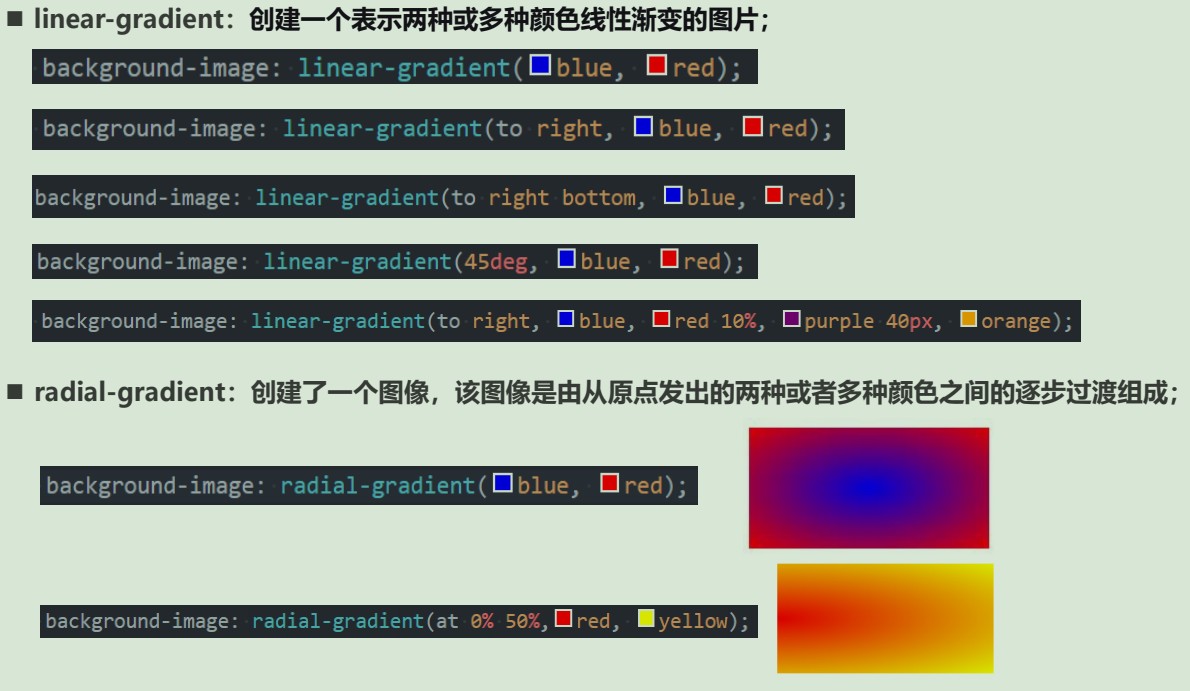 ■ linear-gradient：创建一个表示两种或多种颜色线性渐变的图片；
background-image: linear-gradient(blue, red);
background-image: linear-gradient(to right, blue, red);
background-image: linear-gradient(to right bottom, blue, red);
background-image: linear-gradient(45deg, blue, red);
background-image: linear-gradient(to right, blue, red 10%, purple 40px, orange);
■ radial-gradient：创建了一个图像，该图像是由从原点发出的两种或者多种颜色之间的逐步过渡组成；
background-image: radial-gradient(blue, red);
background-image: radial-gradient(at 0% 50%, red, yellow);